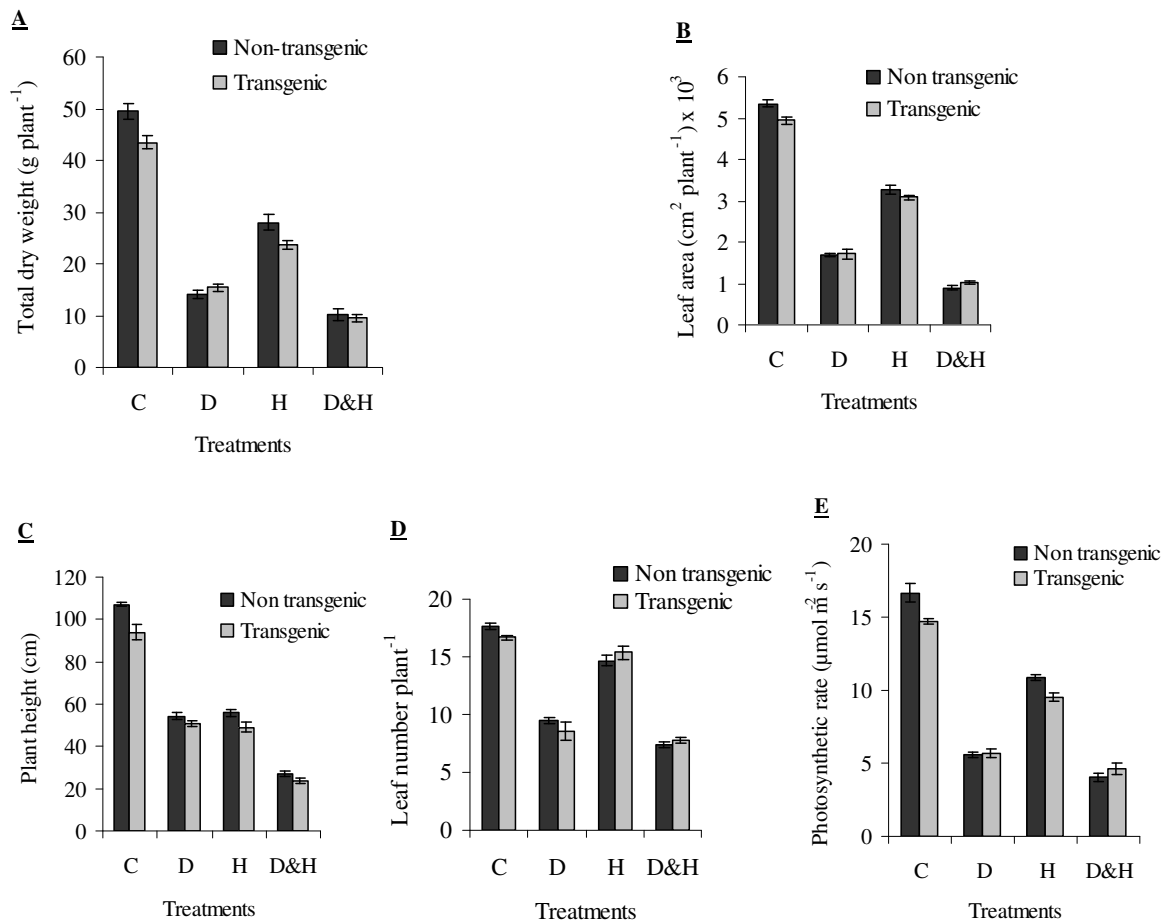 A
Non-transgenic
Transgenic
Total dry weight (g plant⁻¹)
60
50
40
30
20
10
0
C D H D&H
Treatments
B
Non transgenic
Transgenic
Leaf area (cm² plant⁻¹) x 10³
6
5
4
3
2
1
0
C D H D&H
Treatments
C
Non transgenic
Transgenic
Plant height (cm)
120
100
80
60
40
20
0
C D H D&H
Treatments
D
Non transgenic
Transgenic
Leaf number plant⁻¹
20
15
10
5
0
C D H D&H
Treatments
E
Non transgenic
Transgenic
Photosynthetic rate (µmol m⁻² s⁻¹)
20
15
10
5
0
C D H D&H
Treatments